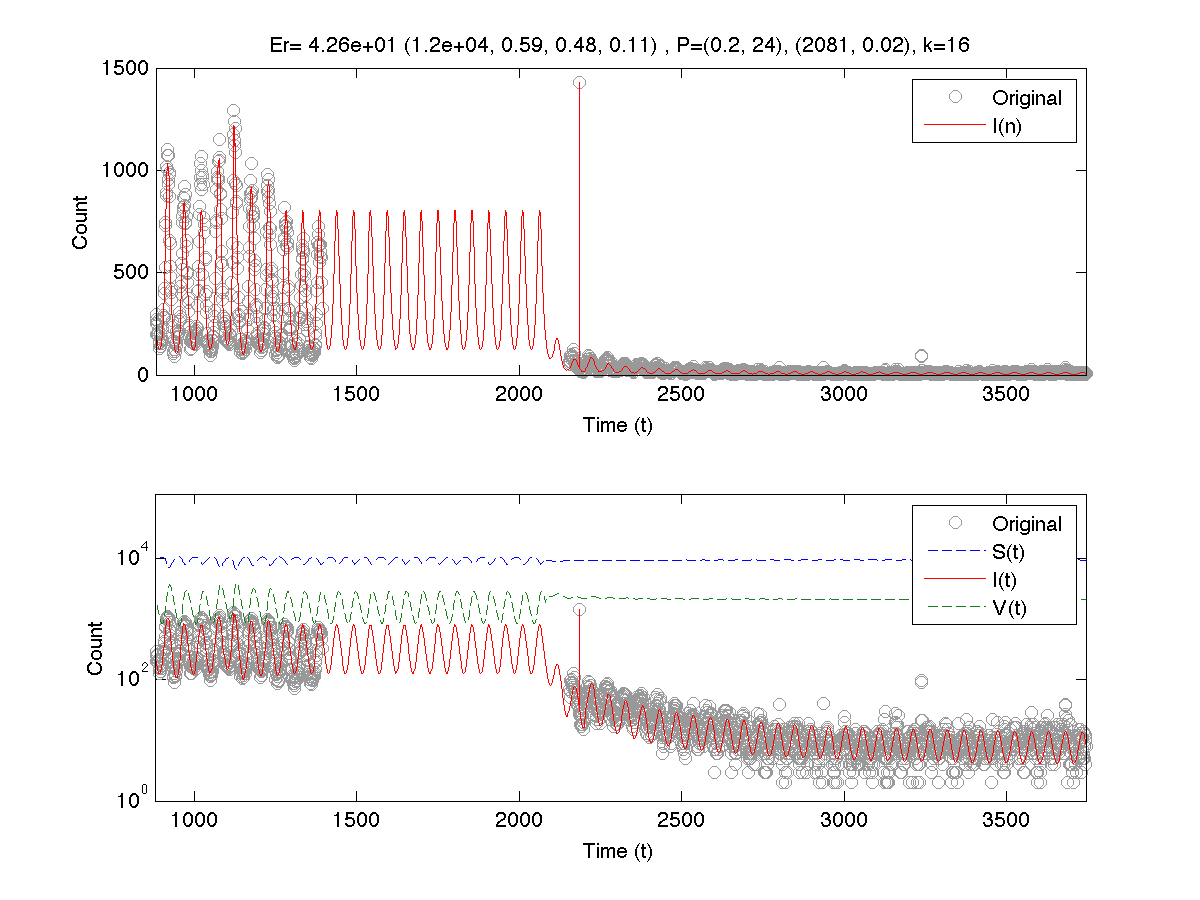 Er= 4.26e+01 (1.2e+04, 0.59, 0.48, 0.11) , P=(0.2, 24), (2081, 0.02), k=16
1500
1000
500
0
Count
Original
I(n)
1000 1500 2000 2500 3000 3500
Time (t)
10^4
10^2
10^0
Count
Original
S(t)
I(t)
V(t)
1000 1500 2000 2500 3000 3500
Time (t)